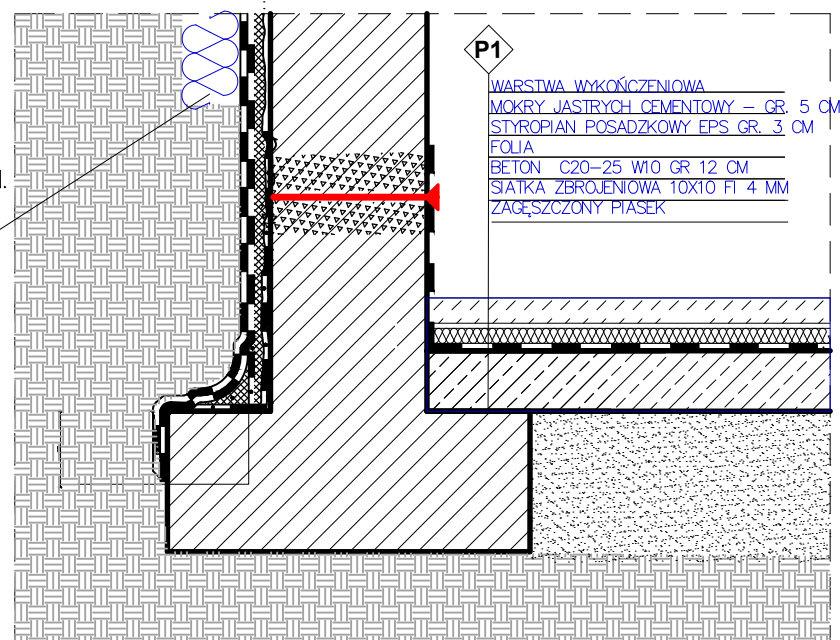 P1
WARSTWA WYKOŃCZENIOWA
MOKRY JASTRYCH CEMENTOWY – GR. 5 CM
STYROPIAN POSADZKOWY EPS GR. 3 CM
FOLIA
BETON C20–25 W10 GR 12 CM
SIATKA ZBROJENIOWA 10X10 FI 4 MM
ZAGĘSZCZONY PIASEK